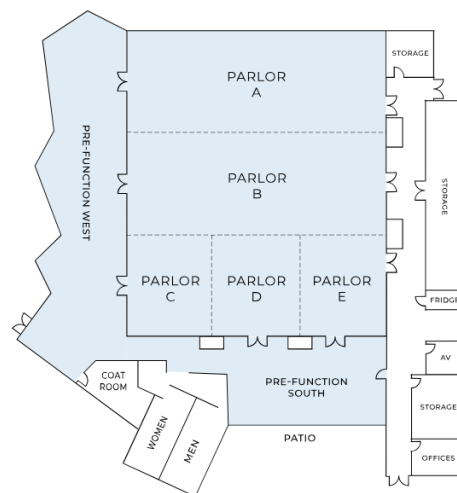 STORAGE
PARLOR
A
PRE-FUNCTION WEST
PARLOR
B
STORAGE
PARLOR
C
PARLOR
D
PARLOR
E
FRIDGE
AV
COAT
ROOM
PRE-FUNCTION
SOUTH
STORAGE
WOMEN
MEN
PATIO
OFFICES